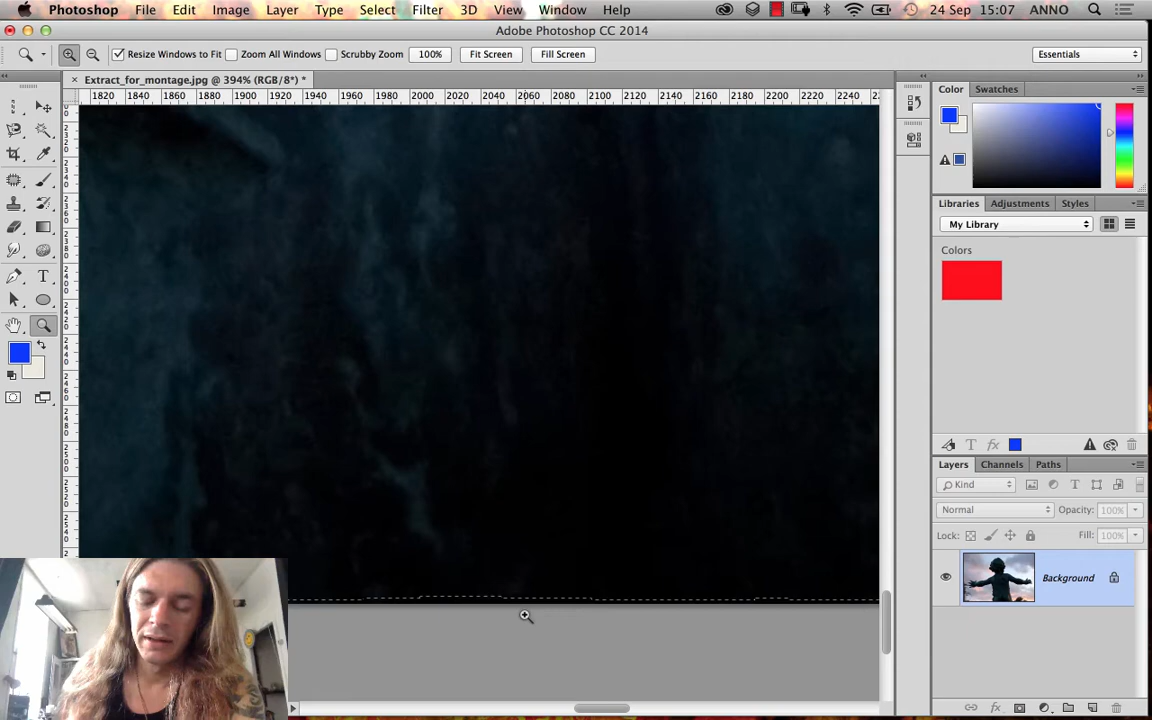 Photoshop File Edit Image Layer Type Select Filter 3D View Window Help 24 Sep 15:07 ANNO
Adobe Photoshop CC 2014
Resize Windows to Fit Zoom All Windows Scrubby Zoom 100% Fit Screen Fill Screen Essentials
× Extract_for_montage.jpg @ 394% (RGB/8*) *
1820 1840 1860 1880 1900 1920 1940 1960 1980 2000 2020 2040 2060 2080 2100 2120 2140 2160 2180 2200 2220 2240
Color Swatches
Libraries Adjustments Styles
My Library
Colors
Layers Channels Paths
Kind
Normal Opacity: 100%
Lock: Fill: 100%
Background